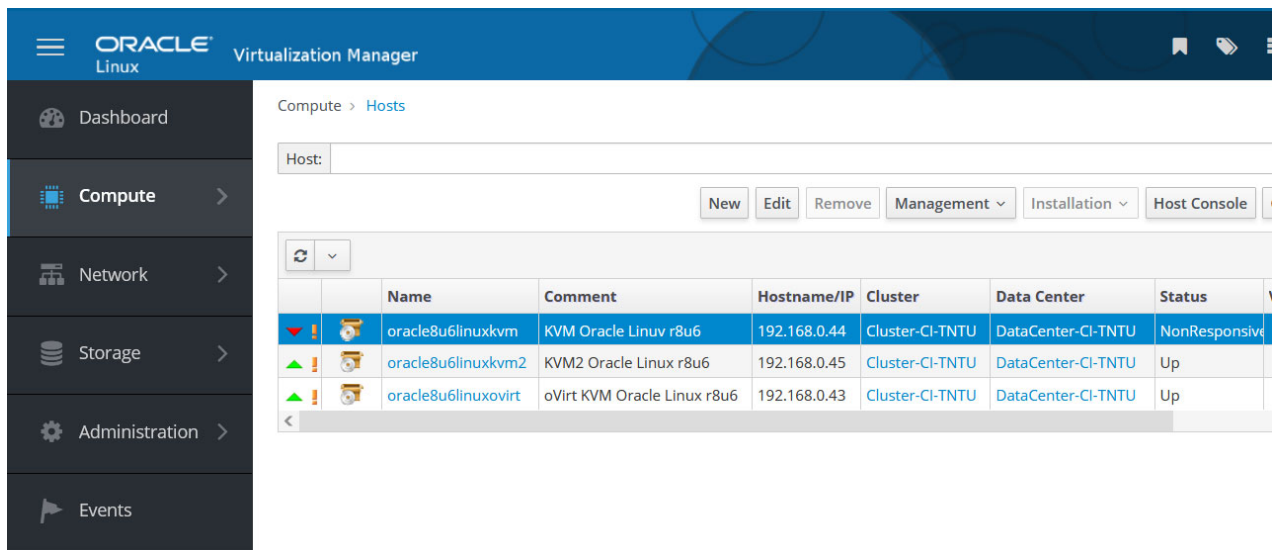 ORACLE
Linux
Virtualization Manager
Dashboard
Compute
Network
Storage
Administration
Events
Compute > Hosts
Host:
New Edit Remove Management Installation Host Console
Name Comment Hostname/IP Cluster Data Center Status
oracle8u6linuxkvm KVM Oracle Linuv r8u6 192.168.0.44 Cluster-CI-TNTU DataCenter-CI-TNTU NonResponsive
oracle8u6linuxkvm2 KVM2 Oracle Linux r8u6 192.168.0.45 Cluster-CI-TNTU DataCenter-CI-TNTU Up
oracle8u6linuxovirt oVirt KVM Oracle Linux r8u6 192.168.0.43 Cluster-CI-TNTU DataCenter-CI-TNTU Up